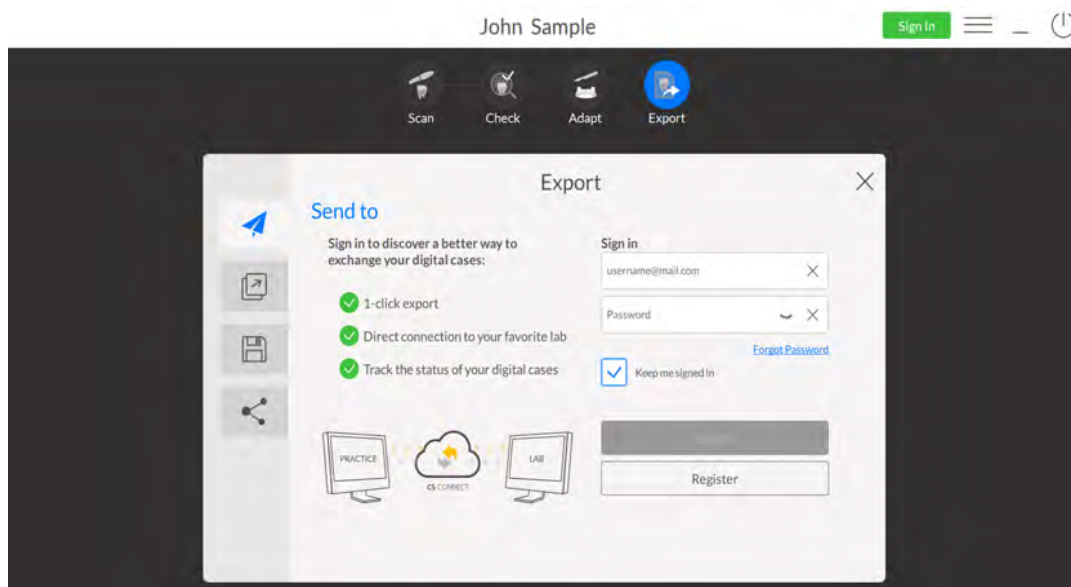 John Sample
Sign In
Scan
Check
Adapt
Export
Export
Send to
Sign in to discover a better way to
exchange your digital cases:
1-click export
Direct connection to your favorite lab
Track the status of your digital cases
PRACTICE
CS CONNECT
LAB
Sign in
username@mail.com
Password
Forgot Password
Keep me signed in
Register